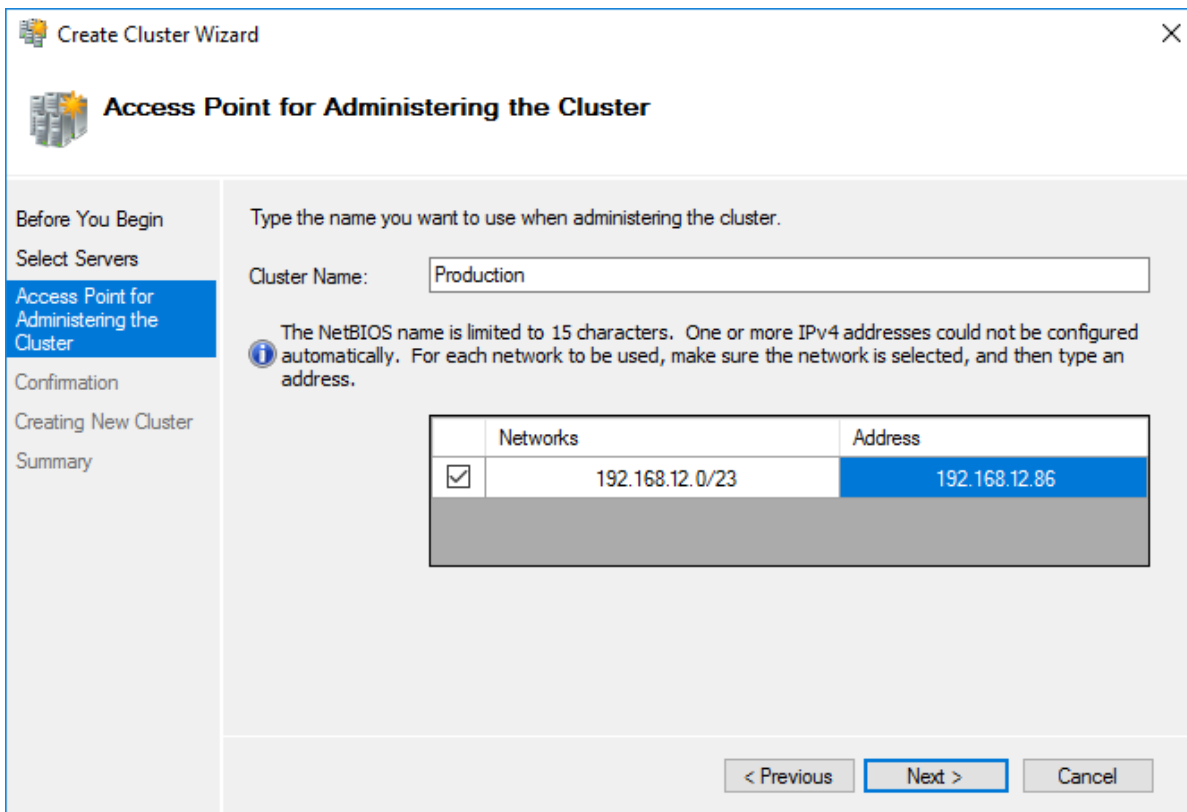 Create Cluster Wizard
Access Point for Administering the Cluster
Before You Begin
Select Servers
Access Point for
Administering the
Cluster
Confirmation
Creating New Cluster
Summary
Type the name you want to use when administering the cluster.
Cluster Name:
Production
The NetBIOS name is limited to 15 characters.  One or more IPv4 addresses could not be configured
automatically.  For each network to be used, make sure the network is selected, and then type an
address.
Networks Address
192.168.12.0/23 192.168.12.86
< Previous Next > Cancel